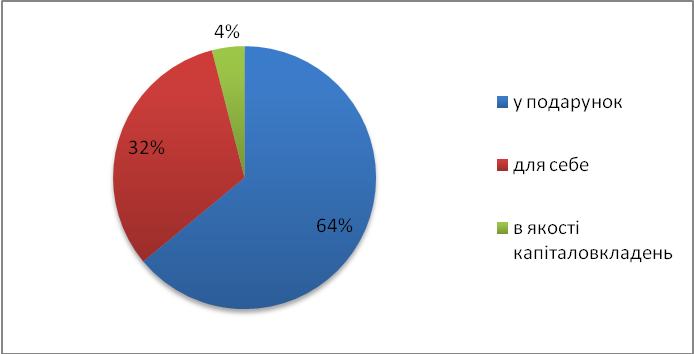 4%
32%
64%
у подарунок
для себе
в якості
капіталовкладень